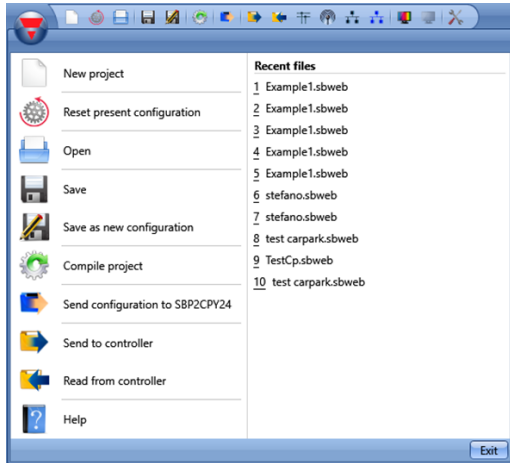 New project
Reset present configuration
Open
Save
Save as new configuration
Compile project
Send configuration to SBP2CPY24
Send to controller
Read from controller
Help
Recent files
1 Example1.sbweb
2 Example1.sbweb
3 Example1.sbweb
4 Example1.sbweb
5 Example1.sbweb
6 stefano.sbweb
7 stefano.sbweb
8 test carpark.sbweb
9 TestCp.sbweb
10 test carpark.sbweb
Exit